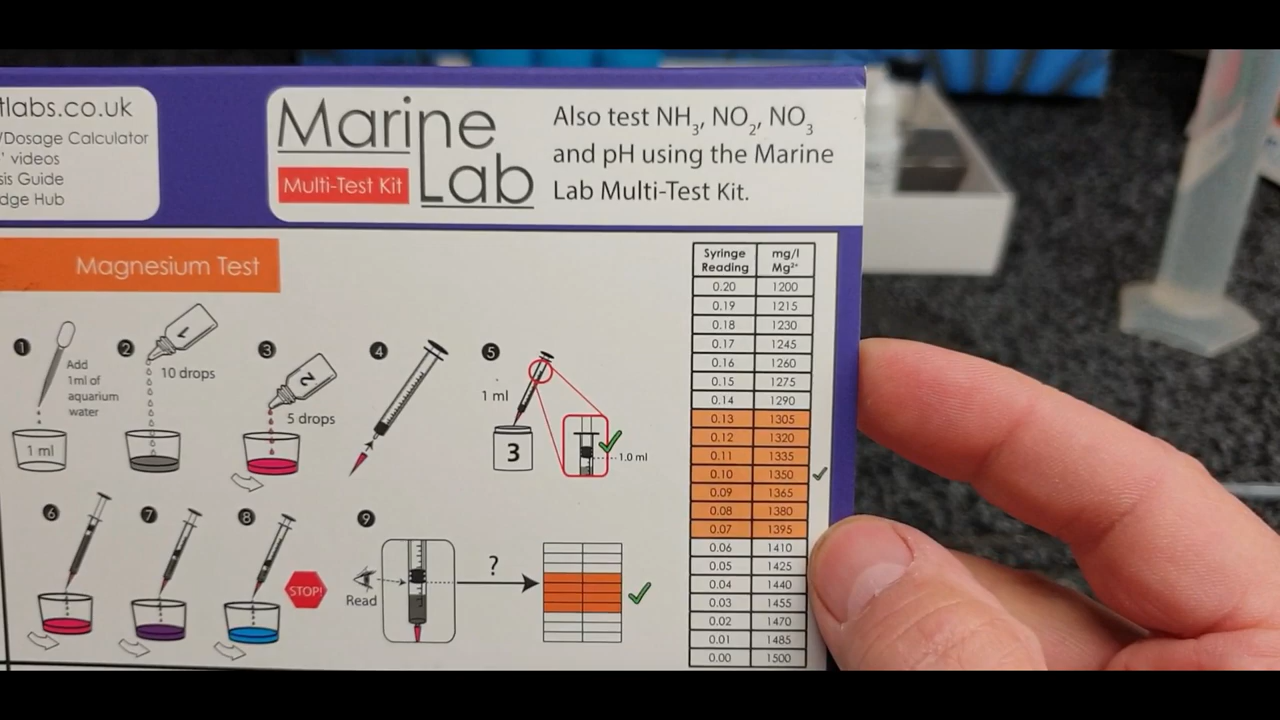 tlabs.co.uk
/Dosage Calculator
' videos
sis Guide
dge Hub
Marine
Lab
Multi-Test Kit
Also test NH₃, NO₂, NO₃
and pH using the Marine
Lab Multi-Test Kit.
Magnesium Test
1
Add
1ml of
aquarium
water
1 ml
2
1
10 drops
3
2
5 drops
4
5
1 ml
3
1.0 ml
6
7
8
STOP!
9
Read
?
Syringe Reading mg/l Mg²⁺
0.20 1200
0.19 1215
0.18 1230
0.17 1245
0.16 1260
0.15 1275
0.14 1290
0.13 1305
0.12 1320
0.11 1335
0.10 1350
0.09 1365
0.08 1380
0.07 1395
0.06 1410
0.05 1425
0.04 1440
0.03 1455
0.02 1470
0.01 1485
0.00 1500